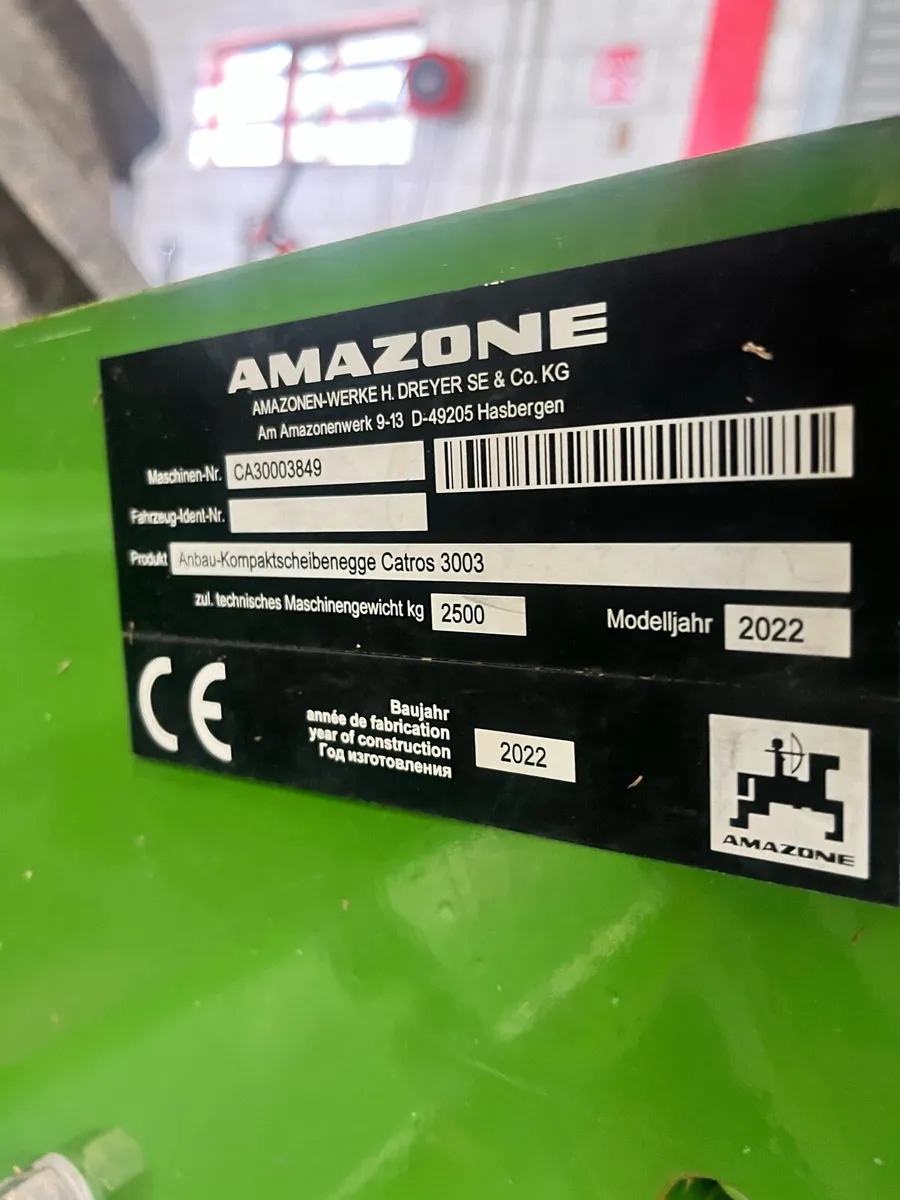 AMAZONE
AMAZONEN-WERKE H. DREYER SE & Co. KG
Am Amazonenwerk 9-13 D-49205 Hasbergen
Maschinen-Nr. CA30003849
Fahrzeug-Ident-Nr.
Produkt Anbau-Kompaktscheibenegge Catros 3003
zul. technisches Maschinengewicht kg 2500 Modelljahr 2022
CE
Baujahr
année de fabrication
year of construction
Год изготовления
2022
AMAZONE